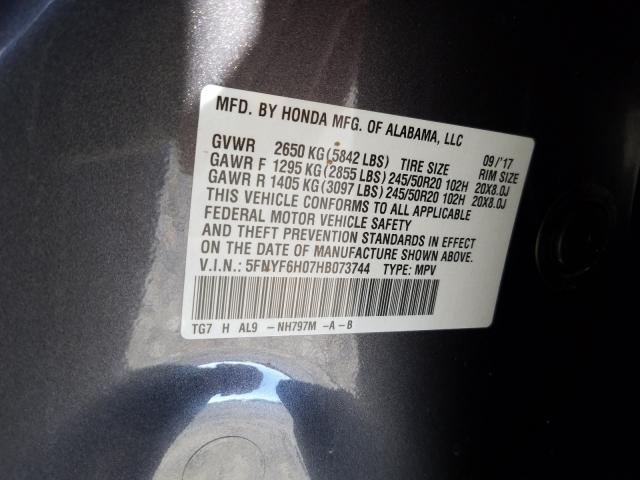 MFD. BY HONDA MFG. OF ALABAMA, LLC
GVWR 2650 KG (5842 LBS) TIRE SIZE 09/'17 RIM SIZE
GAWR F 1295 KG (2855 LBS) 245/50R20 102H 20X8.0J
GAWR R 1405 KG (3097 LBS) 245/50R20 102H 20X8.0J
THIS VEHICLE CONFORMS TO ALL APPLICABLE
FEDERAL MOTOR VEHICLE SAFETY
AND THEFT PREVENTION STANDARDS IN EFFECT
ON THE DATE OF MANUFACTURE SHOWN ABOVE.
V.I.N.: 5FNYF6H07HB073744 TYPE: MPV
TG7 H AL9 -NH797M -A -B